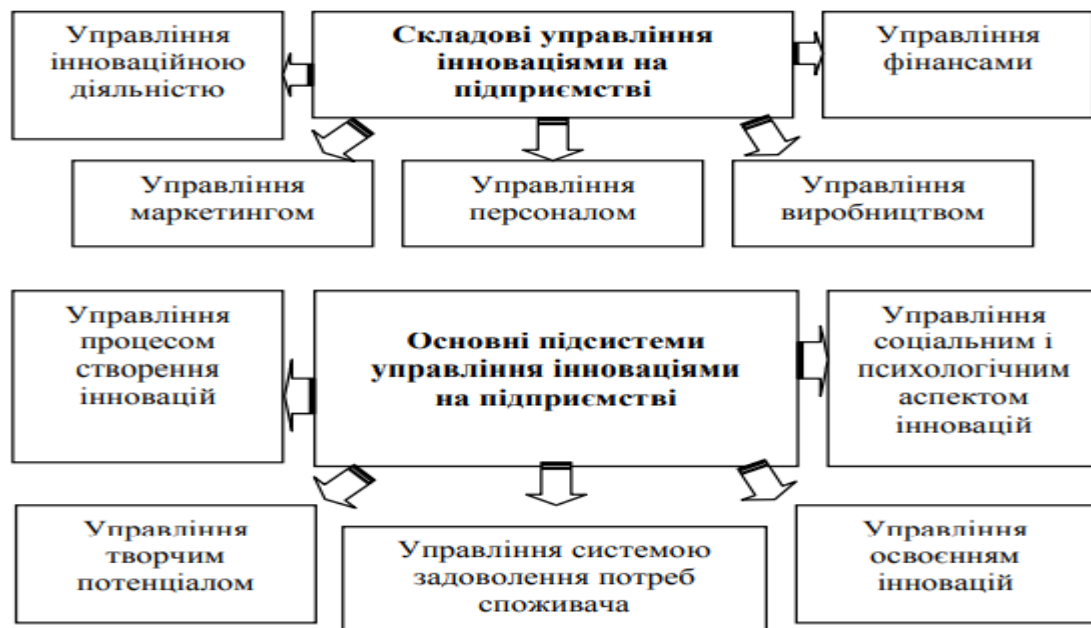 Управління
інноваційною
діяльністю
Складові управління
інноваціями на
підприємстві
Управління
фінансами
Управління
маркетингом
Управління
персоналом
Управління
виробництвом
Управління
процесом
створення
інновацій
Основні підсистеми
управління інноваціями
на підприємстві
Управління
соціальним і
психологічним
аспектом
інновацій
Управління
творчим
потенціалом
Управління системою
задоволення потреб
споживача
Управління
освоєнням
інновацій